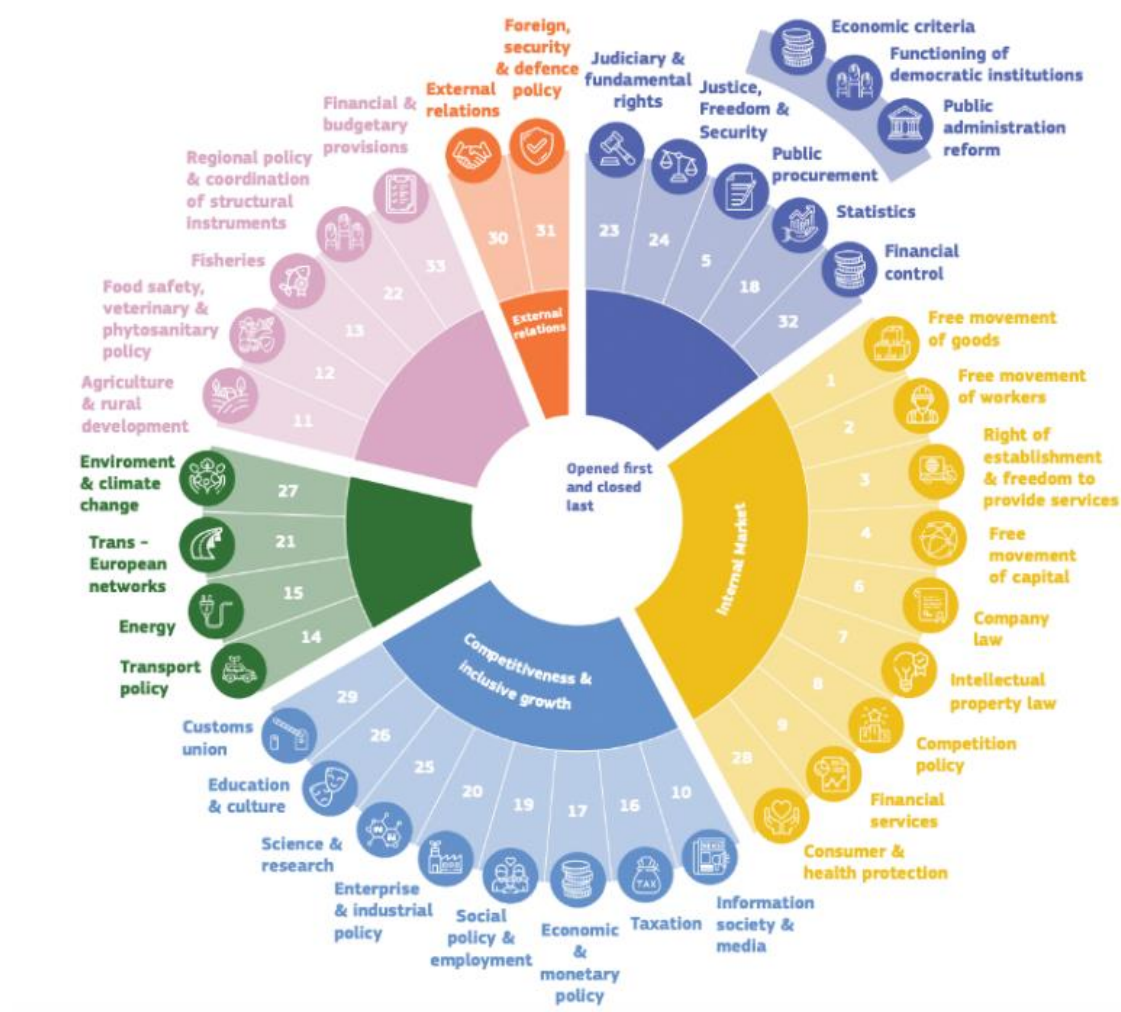 Economic criteria
Functioning of
democratic institutions
Public
administration
reform
Judiciary &
fundamental
rights
Justice,
Freedom &
Security
Public
procurement
Statistics
Financial
control
23
24
5
18
32
Opened first
and closed
last
Free movement
of goods
Free movement
of workers
Right of
establishment
& freedom to
provide services
Free
movement
of capital
Company
law
Intellectual
property law
Competition
policy
Financial
services
Consumer &
health protection
1
2
3
4
6
7
8
9
28
Internal Market
Information
society &
media
Taxation
Economic
&
monetary
policy
Social
policy &
employment
Enterprise
& industrial
policy
Science &
research
Education
& culture
Customs
union
10
16
TAX
17
19
20
25
26
29
Competitiveness &
inclusive growth
Transport
policy
Energy
Trans -
European
networks
Enviroment
& climate
change
14
15
21
27
Agriculture
& rural
development
Food safety,
veterinary &
phytosanitary
policy
Fisheries
Regional policy
& coordination
of structural
instruments
Financial &
budgetary
provisions
11
12
13
22
33
External
relations
Foreign,
security
& defence
policy
30
31
External
relations